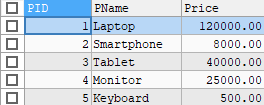 PID PName Price
1 Laptop 120000.00
2 Smartphone 8000.00
3 Tablet 40000.00
4 Monitor 25000.00
5 Keyboard 500.00